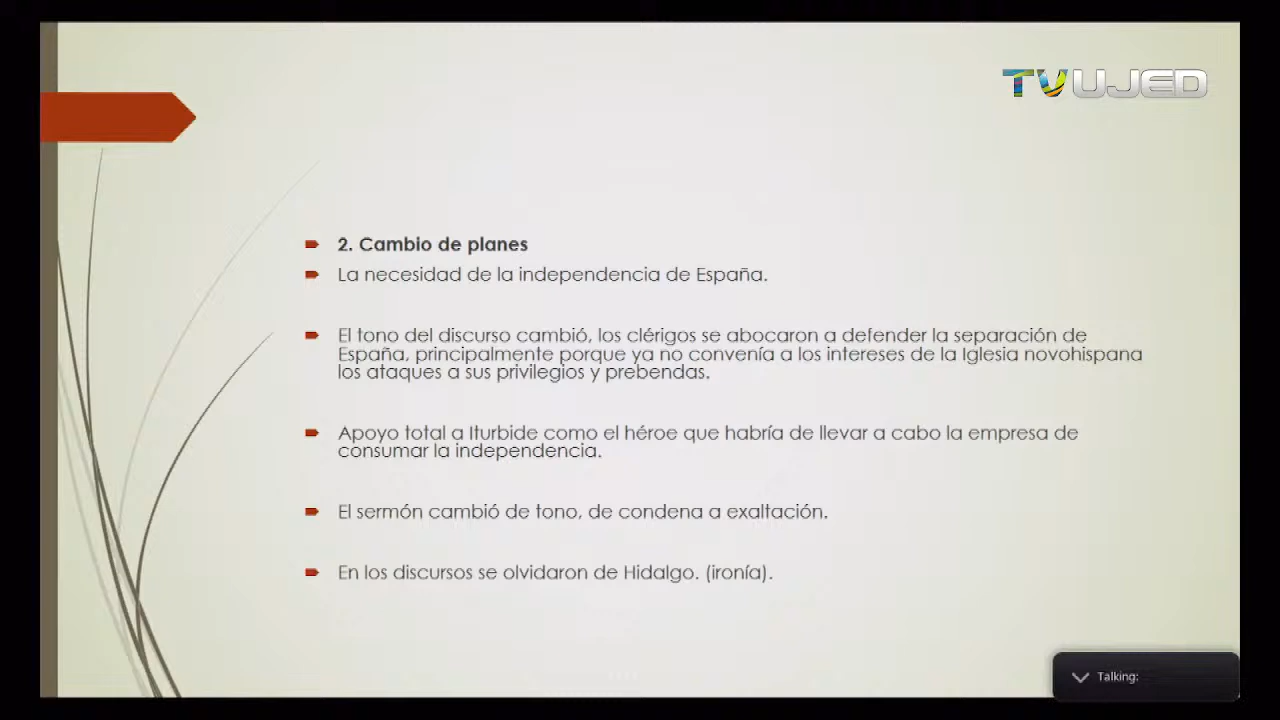 TVUJED
2. Cambio de planes
La necesidad de la independencia de España.
El tono del discurso cambió, los clérigos se abocaron a defender la separación de
España, principalmente porque ya no convenía a los intereses de la Iglesia novohispana
los ataques a sus privilegios y prebendas.
Apoyo total a Iturbide como el héroe que habría de llevar a cabo la empresa de
consumar la independencia.
El sermón cambió de tono, de condena a exaltación.
En los discursos se olvidaron de Hidalgo. (ironía).
Talking: